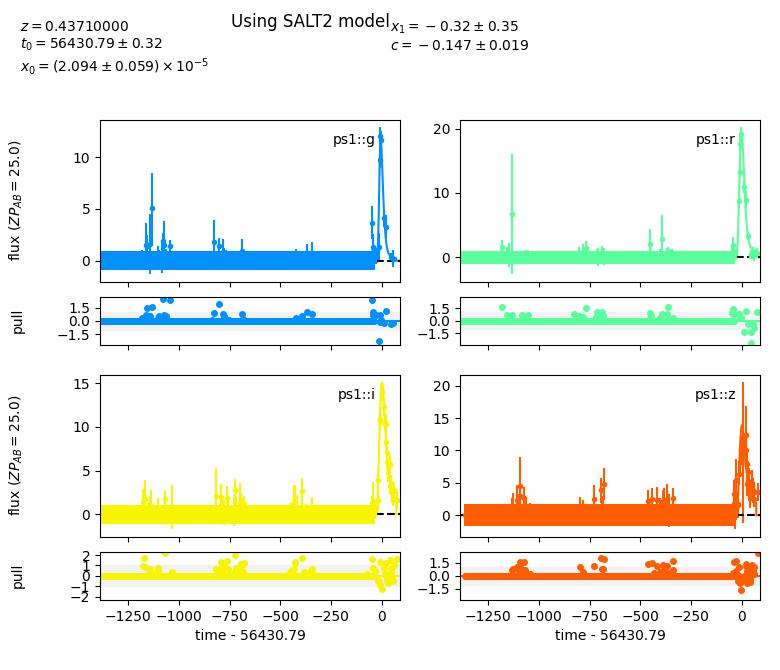 Using SALT2 model
z = 0.43710000
t₀ = 56430.79 ± 0.32
x₀ = (2.094 ± 0.059) × 10⁻⁵
x₁ = −0.32 ± 0.35
c = −0.147 ± 0.019
flux (ZP_AB = 25.0)
10
5
0
ps1::g
20
10
0
ps1::r
pull
1.5
0.0
−1.5
1.5
0.0
−1.5
flux (ZP_AB = 25.0)
15
10
5
0
ps1::i
20
15
10
5
0
ps1::z
pull
2
1
0
−1
−2
1.5
0.0
−1.5
−1250 −1000 −750 −500 −250 0
−1250 −1000 −750 −500 −250 0
time - 56430.79
time - 56430.79